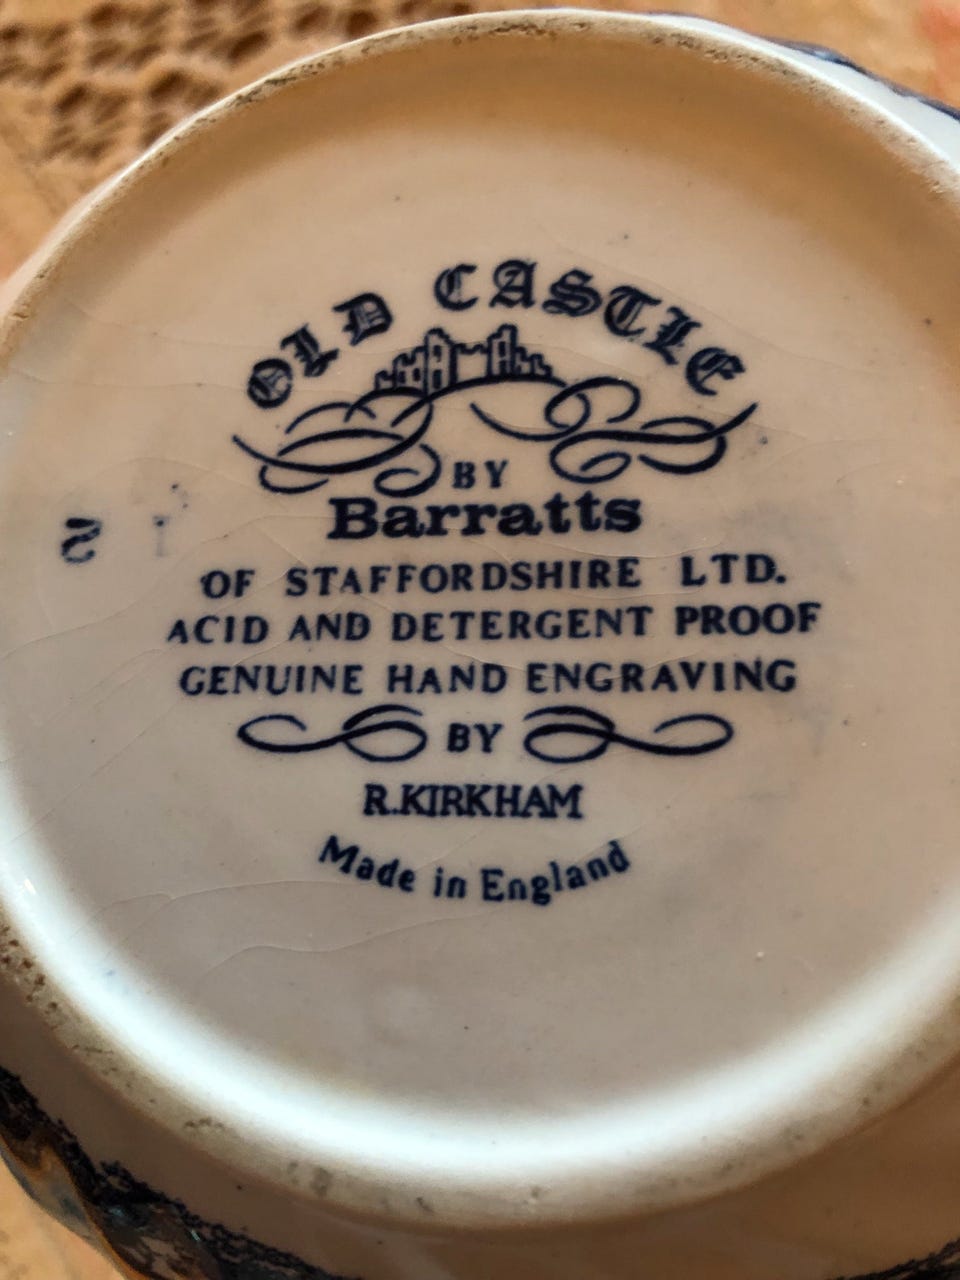 OLD CASTLE
BY
Barratts
OF STAFFORDSHIRE LTD.
ACID AND DETERGENT PROOF
GENUINE HAND ENGRAVING
BY
R.KIRKHAM
Made in England